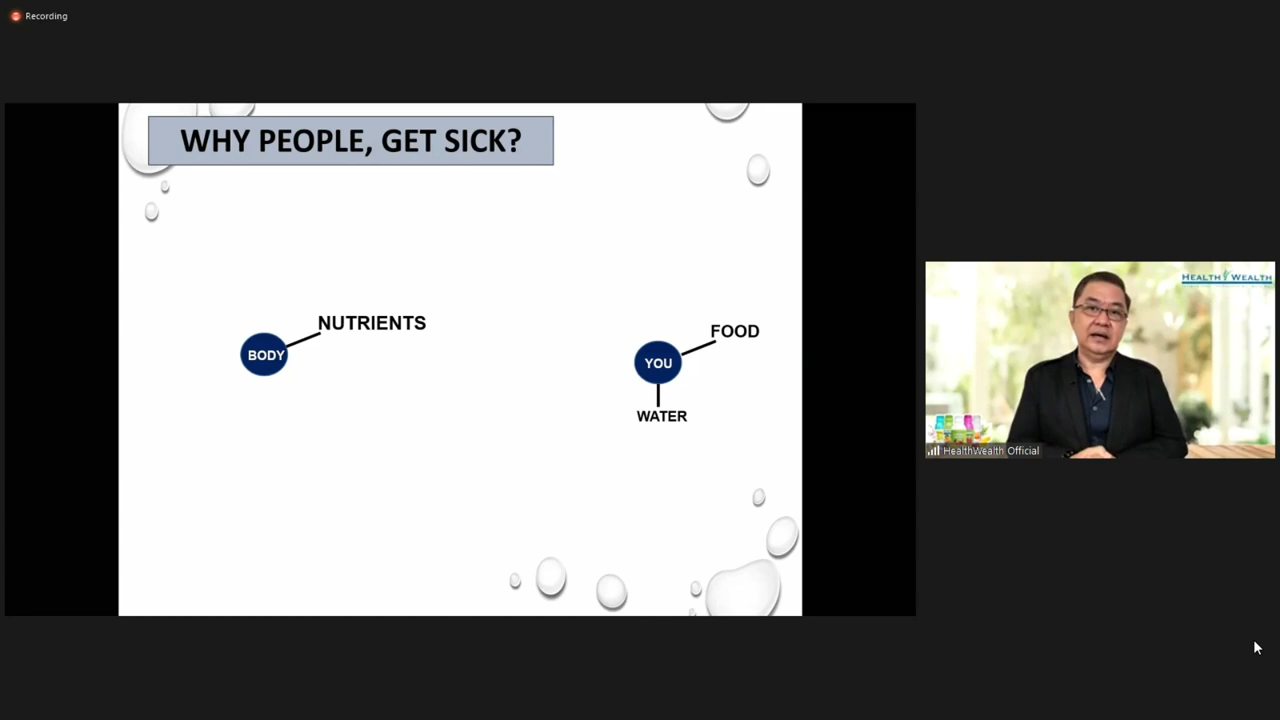 Recording
WHY PEOPLE, GET SICK?
NUTRIENTS
BODY
FOOD
YOU
WATER
HEALTH WEALTH
HealthWealth Official